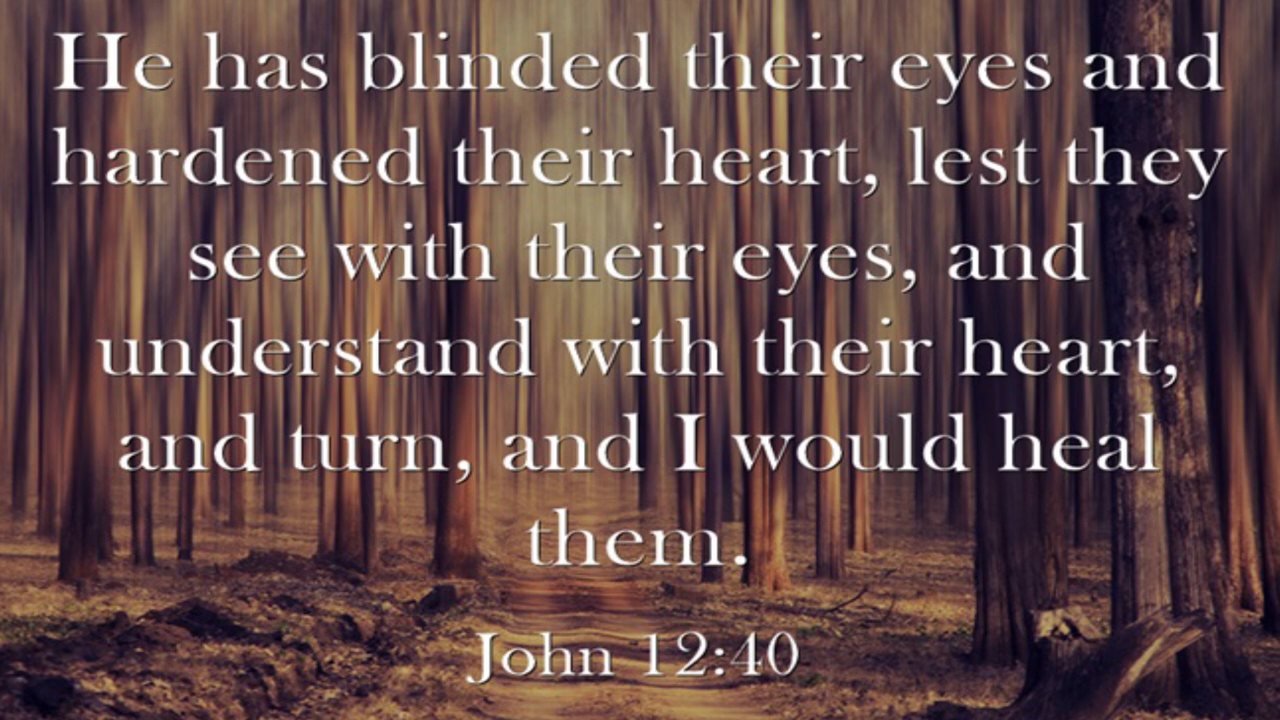 He has blinded their eyes and
hardened their heart, lest they
see with their eyes, and
understand with their heart,
and turn, and I would heal
them.
John 12:40